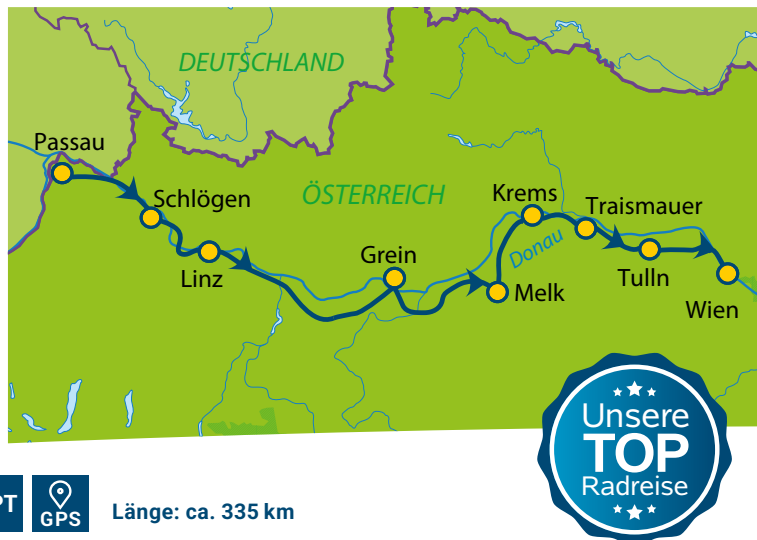 DEUTSCHLAND
Passau
Schlögen
ÖSTERREICH
Krems
Traismauer
Linz
Grein
Donau
Melk
Tulln
Wien
Unsere
TOP
Radreise
PT
GPS
Länge: ca. 335 km